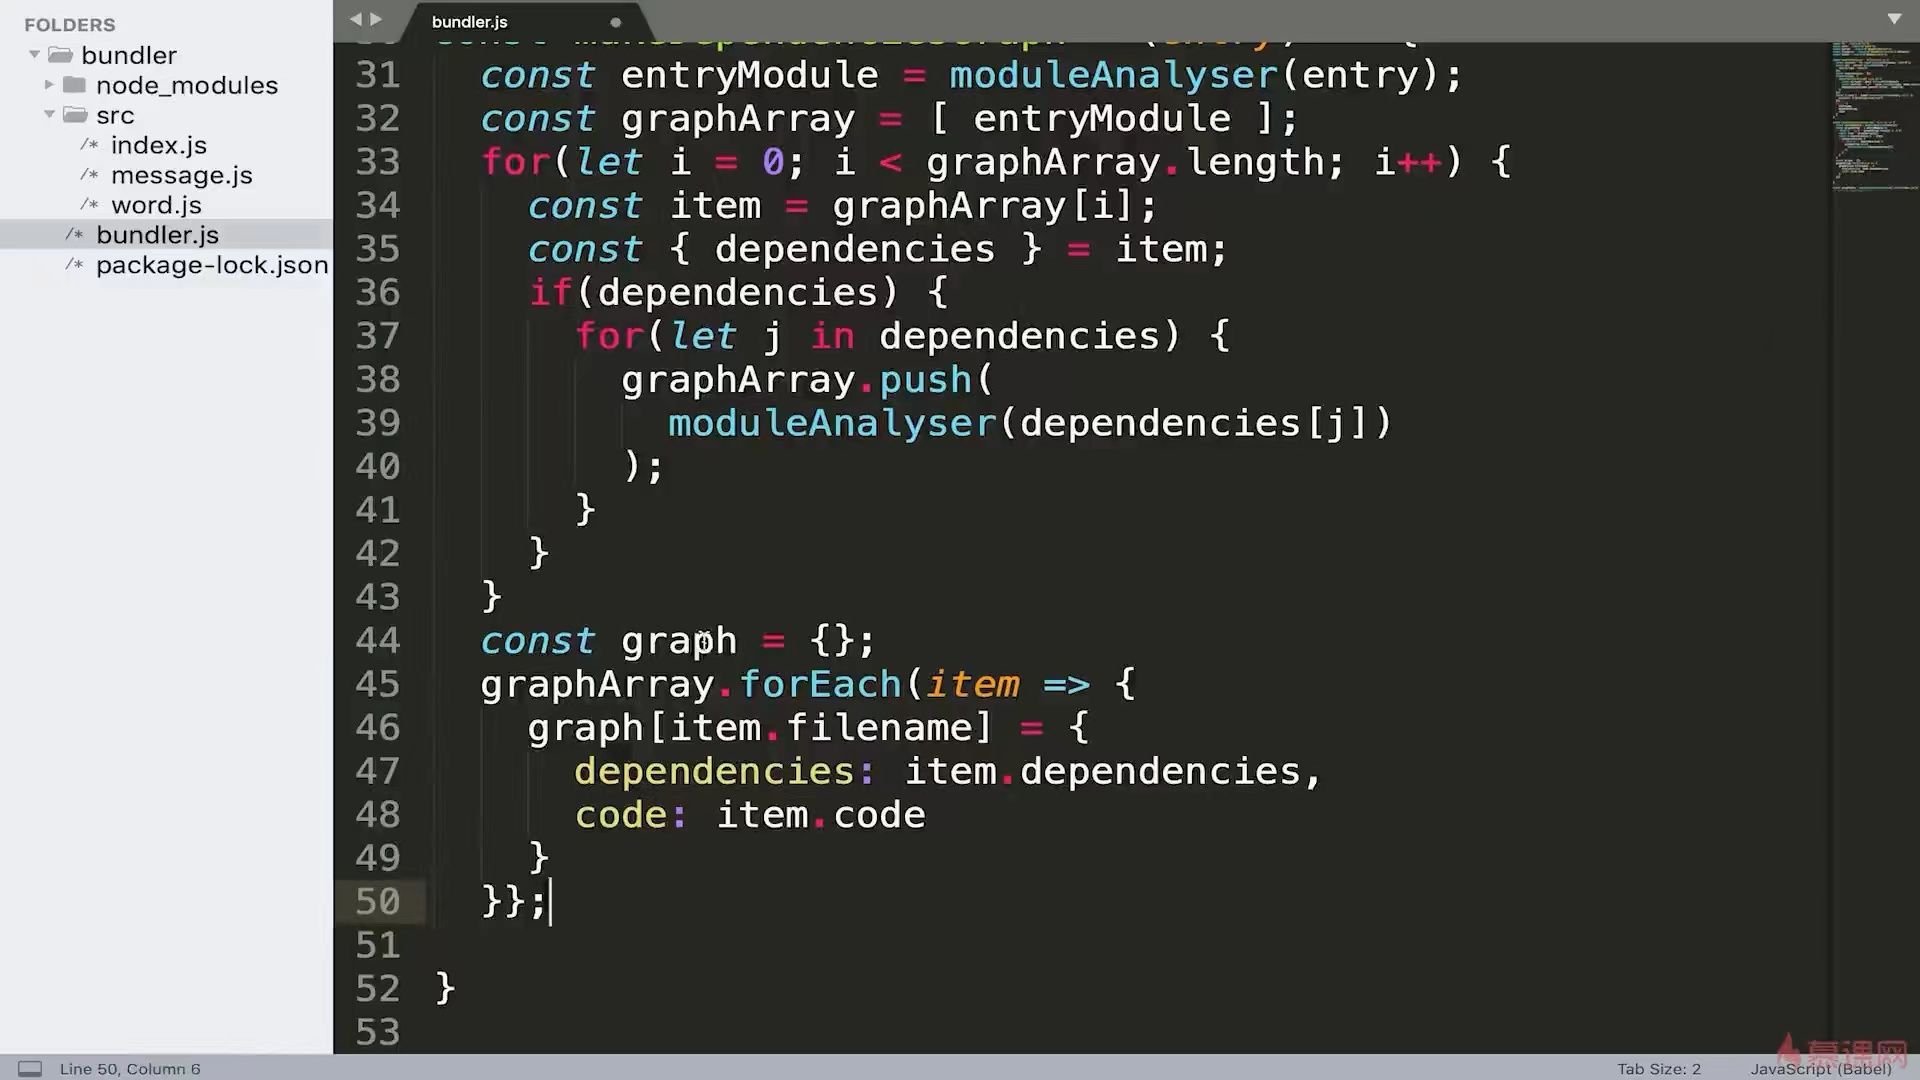 FOLDERS
bundler
node_modules
src
/* index.js
/* message.js
/* word.js
/* bundler.js
/* package-lock.json
bundler.js
31 const entryModule = moduleAnalyser(entry);
32 const graphArray = [ entryModule ];
33 for(let i = 0; i < graphArray.length; i++) {
34 const item = graphArray[i];
35 const { dependencies } = item;
36 if(dependencies) {
37 for(let j in dependencies) {
38 graphArray.push(
39 moduleAnalyser(dependencies[j])
40 );
41 }
42 }
43 }
44 const graph = {};
45 graphArray.forEach(item => {
46 graph[item.filename] = {
47 dependencies: item.dependencies,
48 code: item.code
49 }
50 }};
51
52 }
53
慕课网
Line 50, Column 6
Tab Size: 2
JavaScript (Babel)